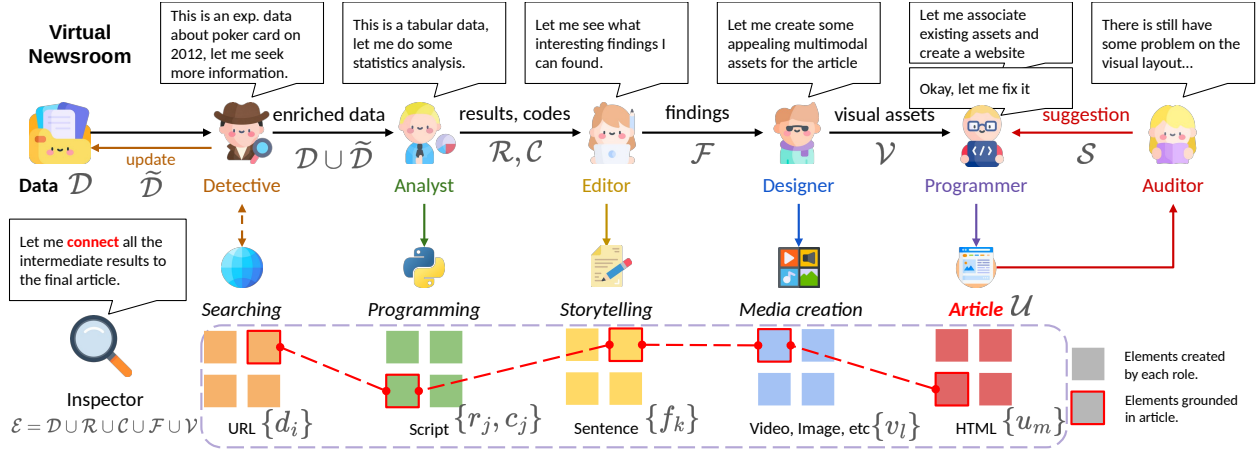 Virtual
Newsroom
This is an exp. data
about poker card on
2012, let me seek
more information.
This is a tabular data,
let me do some
statistics analysis.
Let me see what
interesting findings I
can found.
Let me create some
appealing multimodal
assets for the article
Let me associate
existing assets and
create a website
Okay, let me fix it
There is still have
some problem on the
visual layout...
enriched data
𝒟 ∪ 𝒟̃
results, codes
ℛ, 𝒞
findings
ℱ
visual assets
𝒱
suggestion
𝒮
update
𝒟̃
Data 𝒟
Detective
Analyst
Editor
Designer
Programmer
Auditor
Let me connect all the
intermediate results to
the final article.
Searching
Programming
Storytelling
Media creation
Article 𝒰
Inspector
ℰ = 𝒟 ∪ ℛ ∪ 𝒞 ∪ ℱ ∪ 𝒱
URL {d_i}
Script {r_j, c_j}
Sentence {f_k}
Video, Image, etc {v_l}
HTML {u_m}
Elements created
by each role.
Elements grounded
in article.